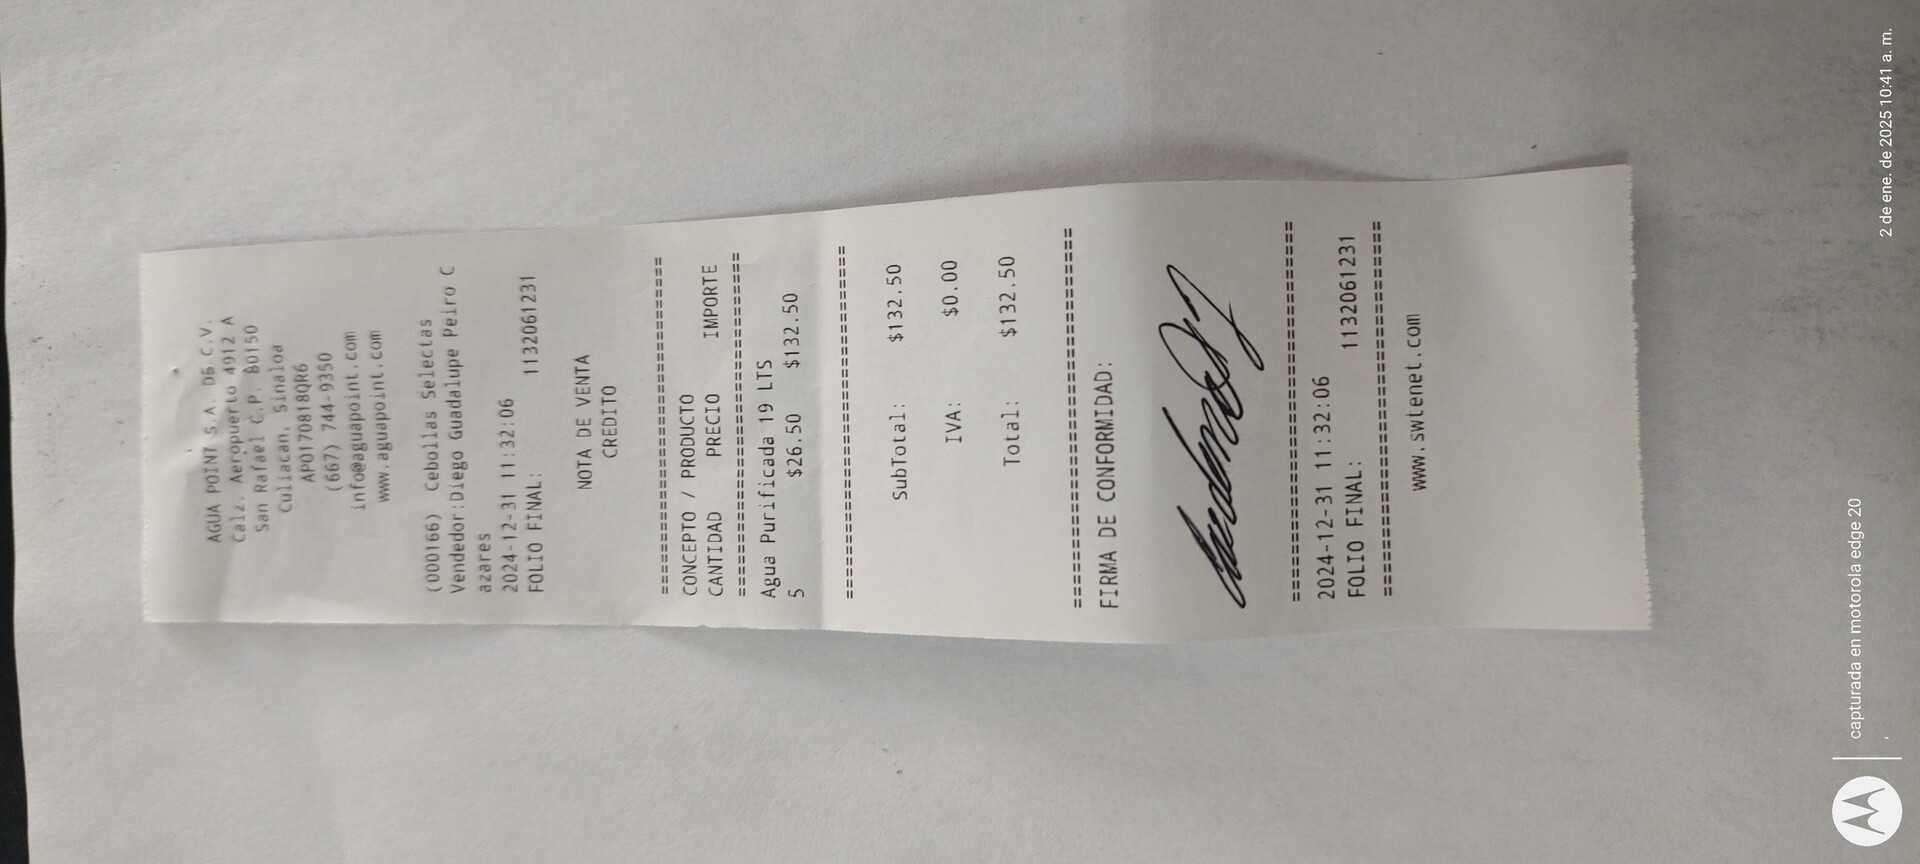 AGUA POINT S.A. DE C.V.
Calz. Aeropuerto 4912 A
San Rafael C.P. 80150
Culiacan, Sinaloa
APO170818QR6
(667) 744-9350
info@aguapoint.com
www.aguapoint.com
(000166) Cebollas Selectas
Vendedor:Diego Guadalupe Peiro C
azares
2024-12-31 11:32:06
FOLIO FINAL: 1132061231
NOTA DE VENTA
CREDITO
================================
CONCEPTO / PRODUCTO
CANTIDAD PRECIO IMPORTE
================================
Agua Purificada 19 LTS
5 $26.50 $132.50
================================
SubTotal: $132.50
IVA: $0.00
Total: $132.50
================================
FIRMA DE CONFORMIDAD:
================================
2024-12-31 11:32:06
FOLIO FINAL: 1132061231
================================
www.swtenet.com
capturada en motorola edge 20
2 de ene. de 2025 10:41 a. m.